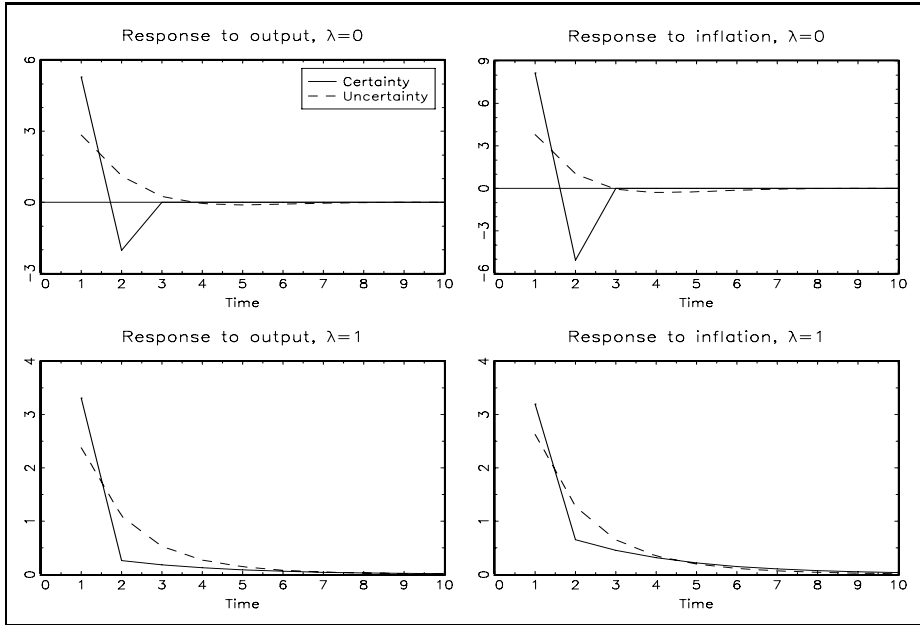 Response to output, λ=0
6
3
0
−3
Certainty
Uncertainty
0 1 2 3 4 5 6 7 8 9 10
Time
Response to inflation, λ=0
9
6
3
0
−3
−6
0 1 2 3 4 5 6 7 8 9 10
Time
Response to output, λ=1
4
3
2
1
0
0 1 2 3 4 5 6 7 8 9 10
Time
Response to inflation, λ=1
4
3
2
1
0
0 1 2 3 4 5 6 7 8 9 10
Time